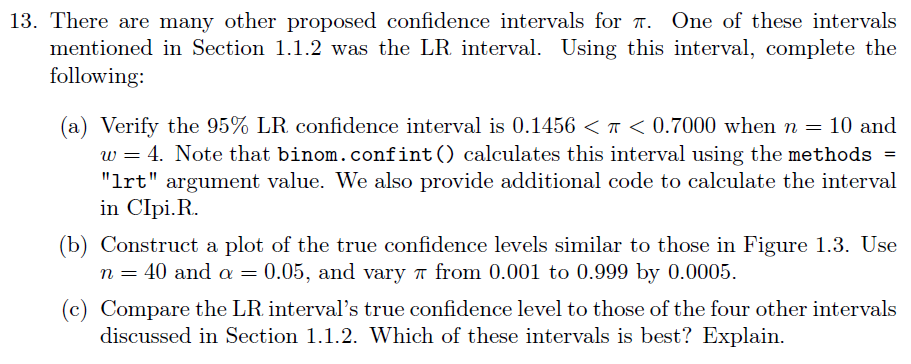 13. There are many other proposed confidence intervals for π. One of these intervals
mentioned in Section 1.1.2 was the LR interval. Using this interval, complete the
following:
(a) Verify the 95% LR confidence interval is 0.1456 < π < 0.7000 when n = 10 and
w = 4. Note that binom.confint() calculates this interval using the methods =
"lrt" argument value. We also provide additional code to calculate the interval
in CIpi.R.
(b) Construct a plot of the true confidence levels similar to those in Figure 1.3. Use
n = 40 and α = 0.05, and vary π from 0.001 to 0.999 by 0.0005.
(c) Compare the LR interval's true confidence level to those of the four other intervals
discussed in Section 1.1.2. Which of these intervals is best? Explain.